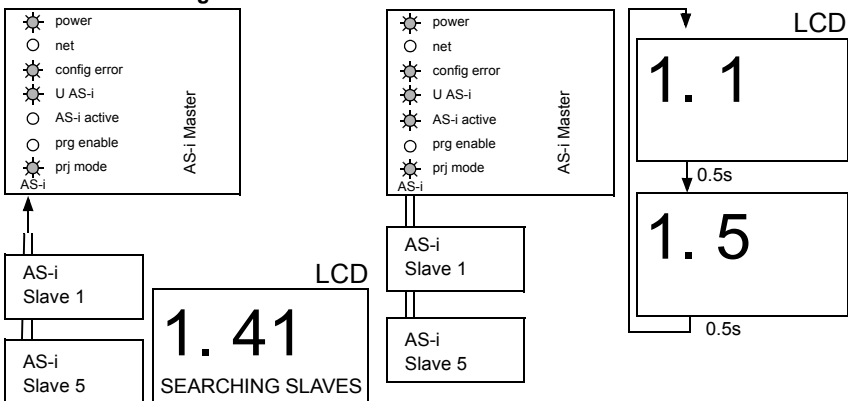 g
power
net
config error
U AS-i
AS-i active
prg enable
prj mode
AS-i
AS-i Master
AS-i
Slave 1
AS-i
Slave 5
LCD
1. 41
SEARCHING SLAVES
power
net
config error
U AS-i
AS-i active
prg enable
prj mode
AS-i
AS-i Master
AS-i
Slave 1
AS-i
Slave 5
LCD
1. 1
0.5s
1. 5
0.5s